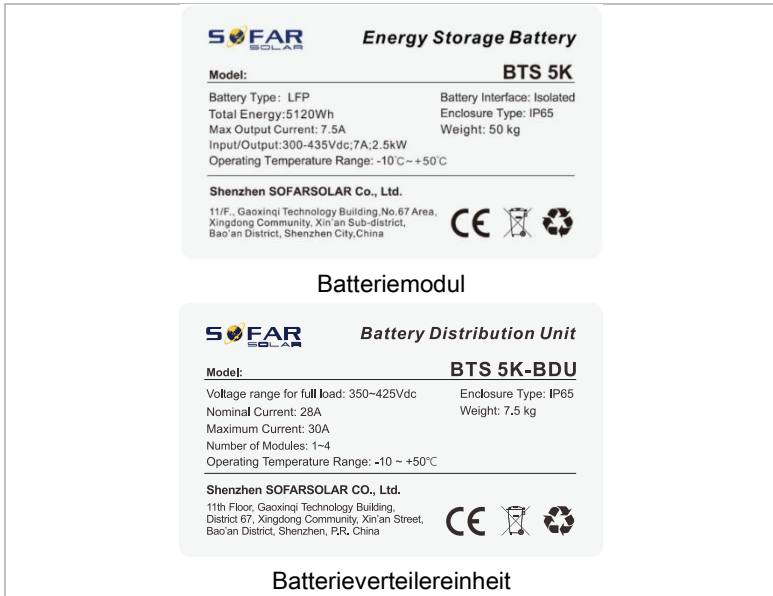 SOFAR
SOLAR
Energy Storage Battery
Model:
BTS 5K
Battery Type: LFP
Battery Interface: Isolated
Total Energy:5120Wh
Enclosure Type: IP65
Max Output Current: 7.5A
Weight: 50 kg
Input/Output:300-435Vdc;7A;2.5kW
Operating Temperature Range: -10℃~+50℃
Shenzhen SOFARSOLAR Co., Ltd.
11/F., Gaoxinqi Technology Building,No.67 Area,
Xingdong Community, Xin'an Sub-district,
Bao'an District, Shenzhen City,China
CE
Batteriemodul
SOFAR
SOLAR
Battery Distribution Unit
Model:
BTS 5K-BDU
Voltage range for full load: 350~425Vdc
Enclosure Type: IP65
Nominal Current: 28A
Weight: 7.5 kg
Maximum Current: 30A
Number of Modules: 1~4
Operating Temperature Range: -10 ~ +50℃
Shenzhen SOFARSOLAR CO., Ltd.
11th Floor, Gaoxinqi Technology Building,
District 67, Xingdong Community, Xin'an Street,
Bao'an District, Shenzhen, P.R. China
CE
Batterieverteilereinheit